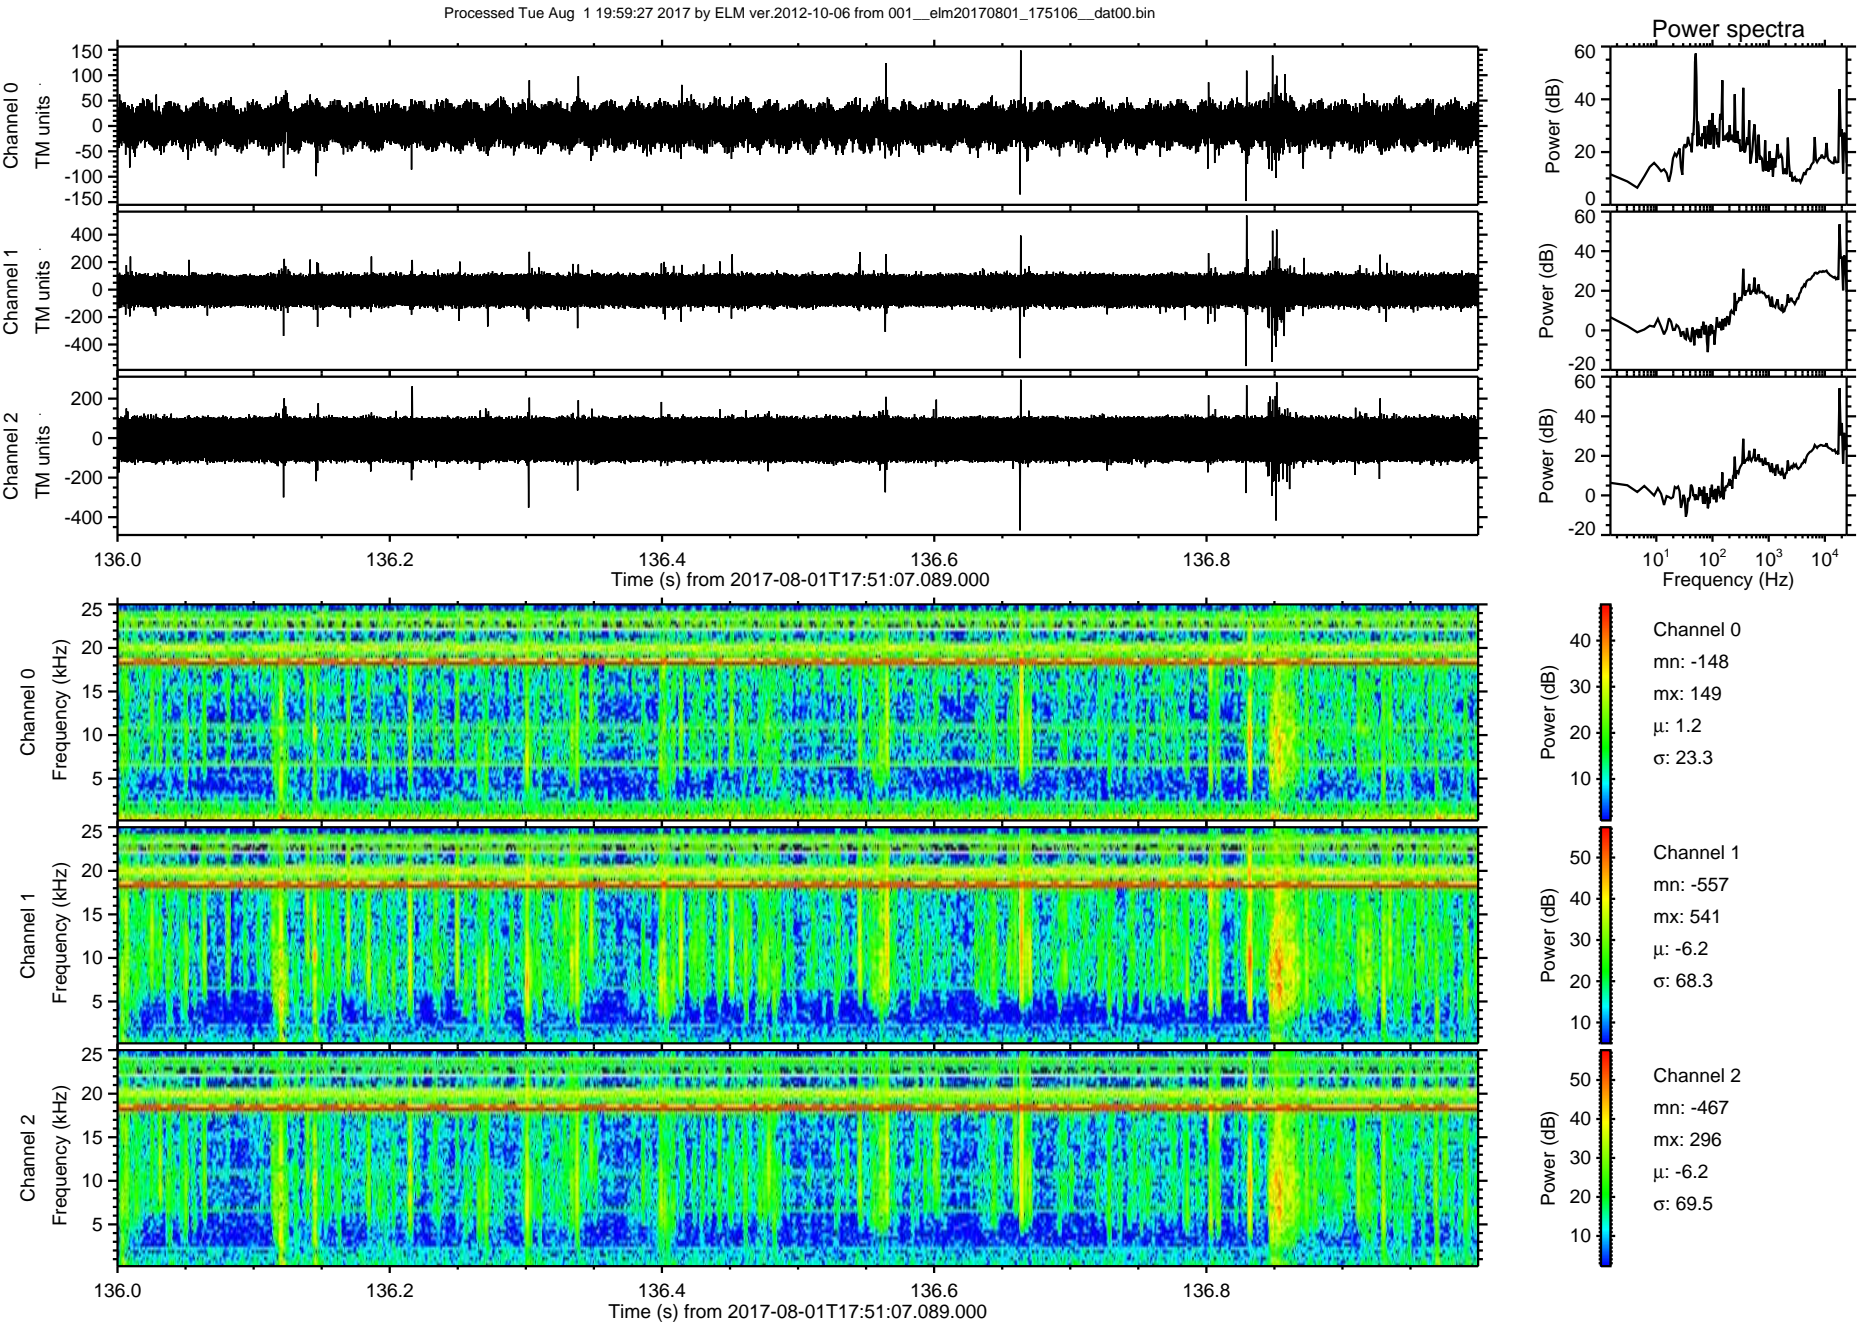 Processed Tue Aug  1 19:59:27 2017 by ELM ver.2012-10-06 from 001__elm20170801_175106__dat00.bin
Power spectra
Channel 0
TM units
150
100
50
0
-50
-100
-150
Power (dB)
60
40
20
0
Channel 1
TM units
400
200
0
-200
-400
Power (dB)
60
40
20
0
-20
Channel 2
TM units
200
0
-200
-400
Power (dB)
60
40
20
0
-20
136.0 136.2 136.4 136.6 136.8
Time (s) from 2017-08-01T17:51:07.089.000
10¹ 10² 10³ 10⁴
Frequency (Hz)
Channel 0
Frequency (kHz)
25
20
15
10
5
Power (dB)
40
30
20
10
Channel 0
mn: -148
mx: 149
μ: 1.2
σ: 23.3
Channel 1
Frequency (kHz)
25
20
15
10
5
Power (dB)
50
40
30
20
10
Channel 1
mn: -557
mx: 541
μ: -6.2
σ: 68.3
Channel 2
Frequency (kHz)
25
20
15
10
5
Power (dB)
50
40
30
20
10
Channel 2
mn: -467
mx: 296
μ: -6.2
σ: 69.5
136.0 136.2 136.4 136.6 136.8
Time (s) from 2017-08-01T17:51:07.089.000